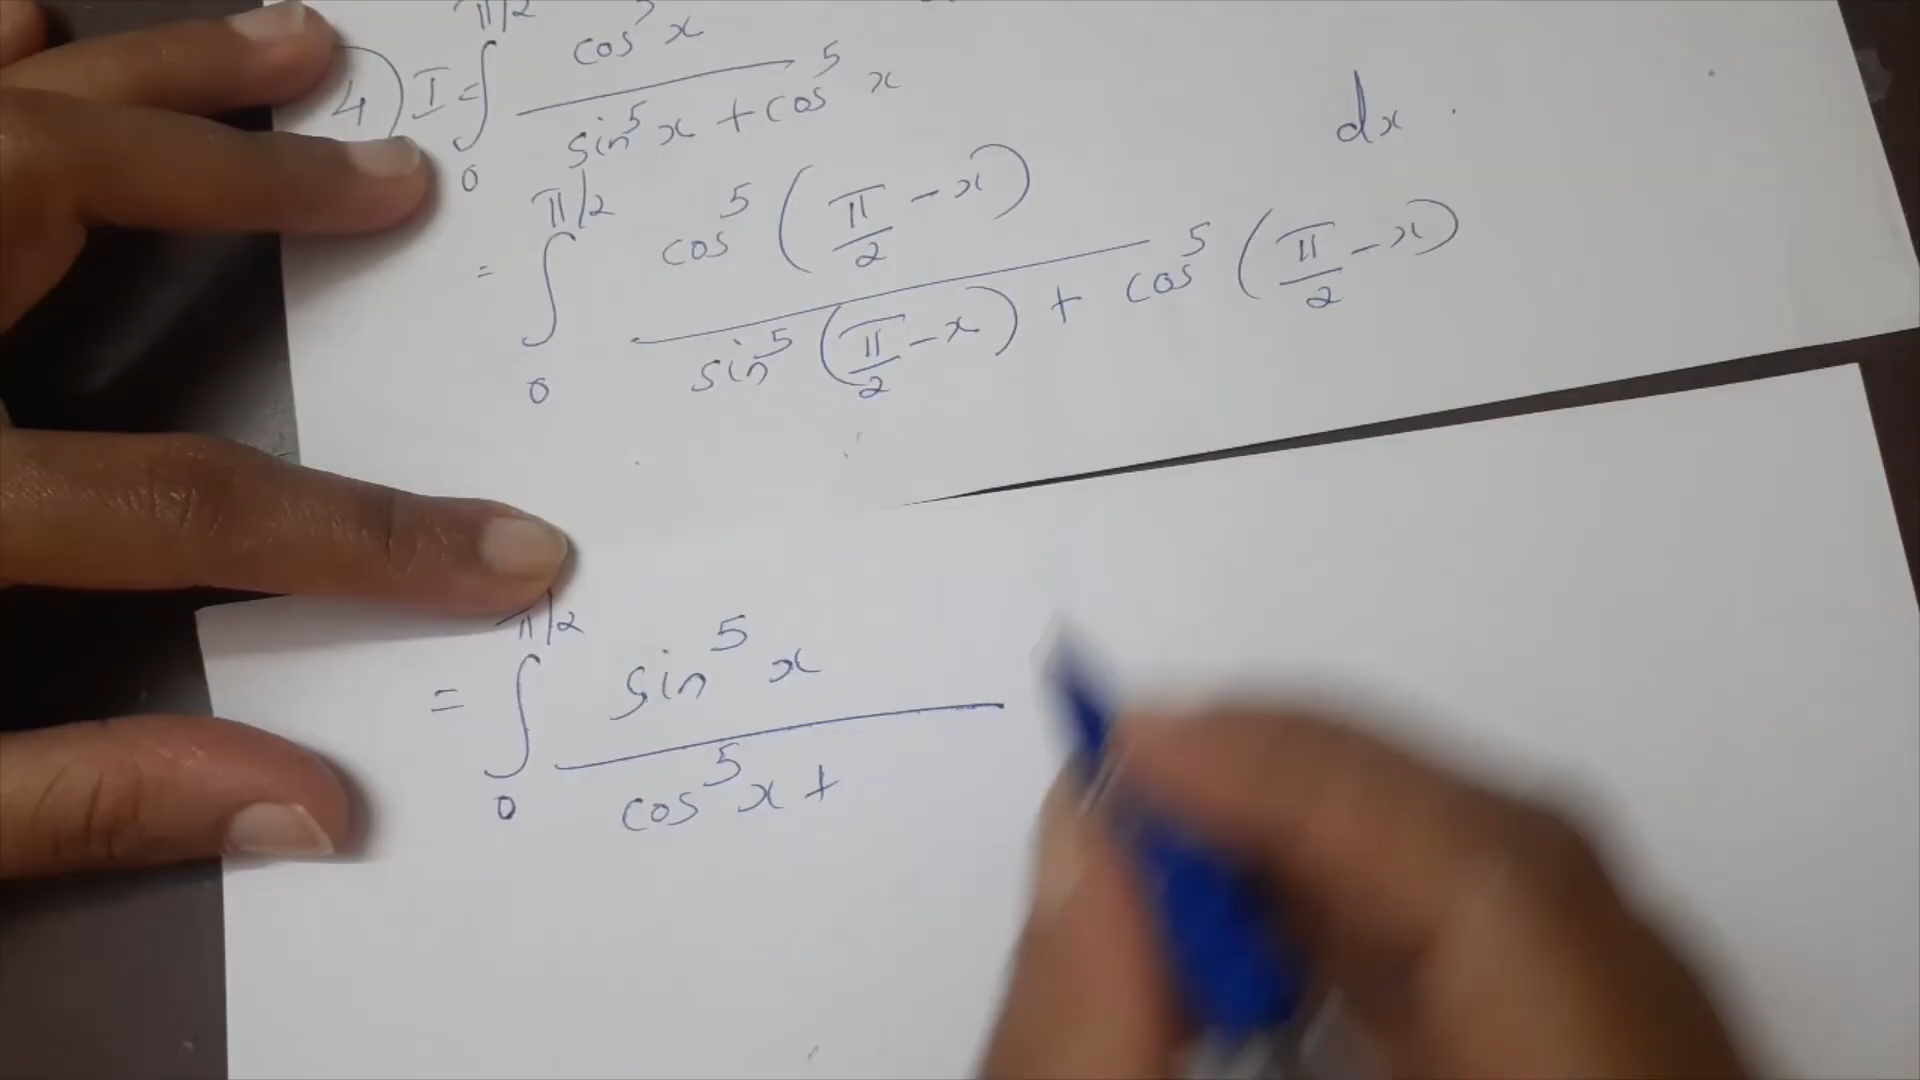 4) I = ∫₀^π/2 cos⁵x / sin⁵x + cos⁵x dx .
= ∫₀^π/2 cos⁵(π/2 - x) / sin⁵(π/2 - x) + cos⁵(π/2 - x)
= ∫₀^π/2 sin⁵x / cos⁵x +